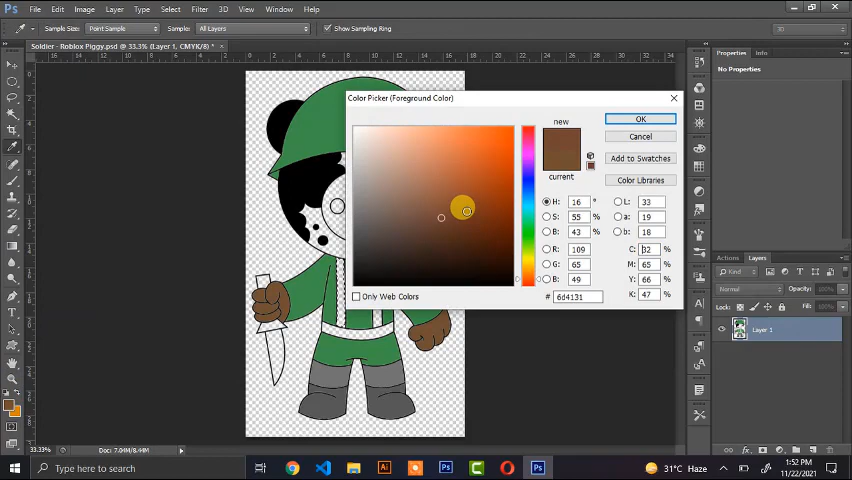 Ps File Edit Image Layer Type Select Filter 3D View Window Help
Sample Size: Point Sample Sample: All Layers Show Sampling Ring 3D
Soldier - Roblox Piggy.psd @ 33.3% (Layer 1, CMYK/8) *
Properties Info
No Properties
Color Picker (Foreground Color)
new
current
OK
Cancel
Add to Swatches
Color Libraries
H: 16 °
S: 55 %
B: 43 %
R: 109
G: 65
B: 49
# 6d4131
L: 33
a: 19
b: 18
C: 32 %
M: 65 %
Y: 66 %
K: 47 %
Only Web Colors
Channels Layers
Kind
Normal Opacity:
Lock: Fill:
Layer 1
33.33% Doc: 7.04M/8.44M
Type here to search
31°C Haze
1:52 PM
11/22/2021